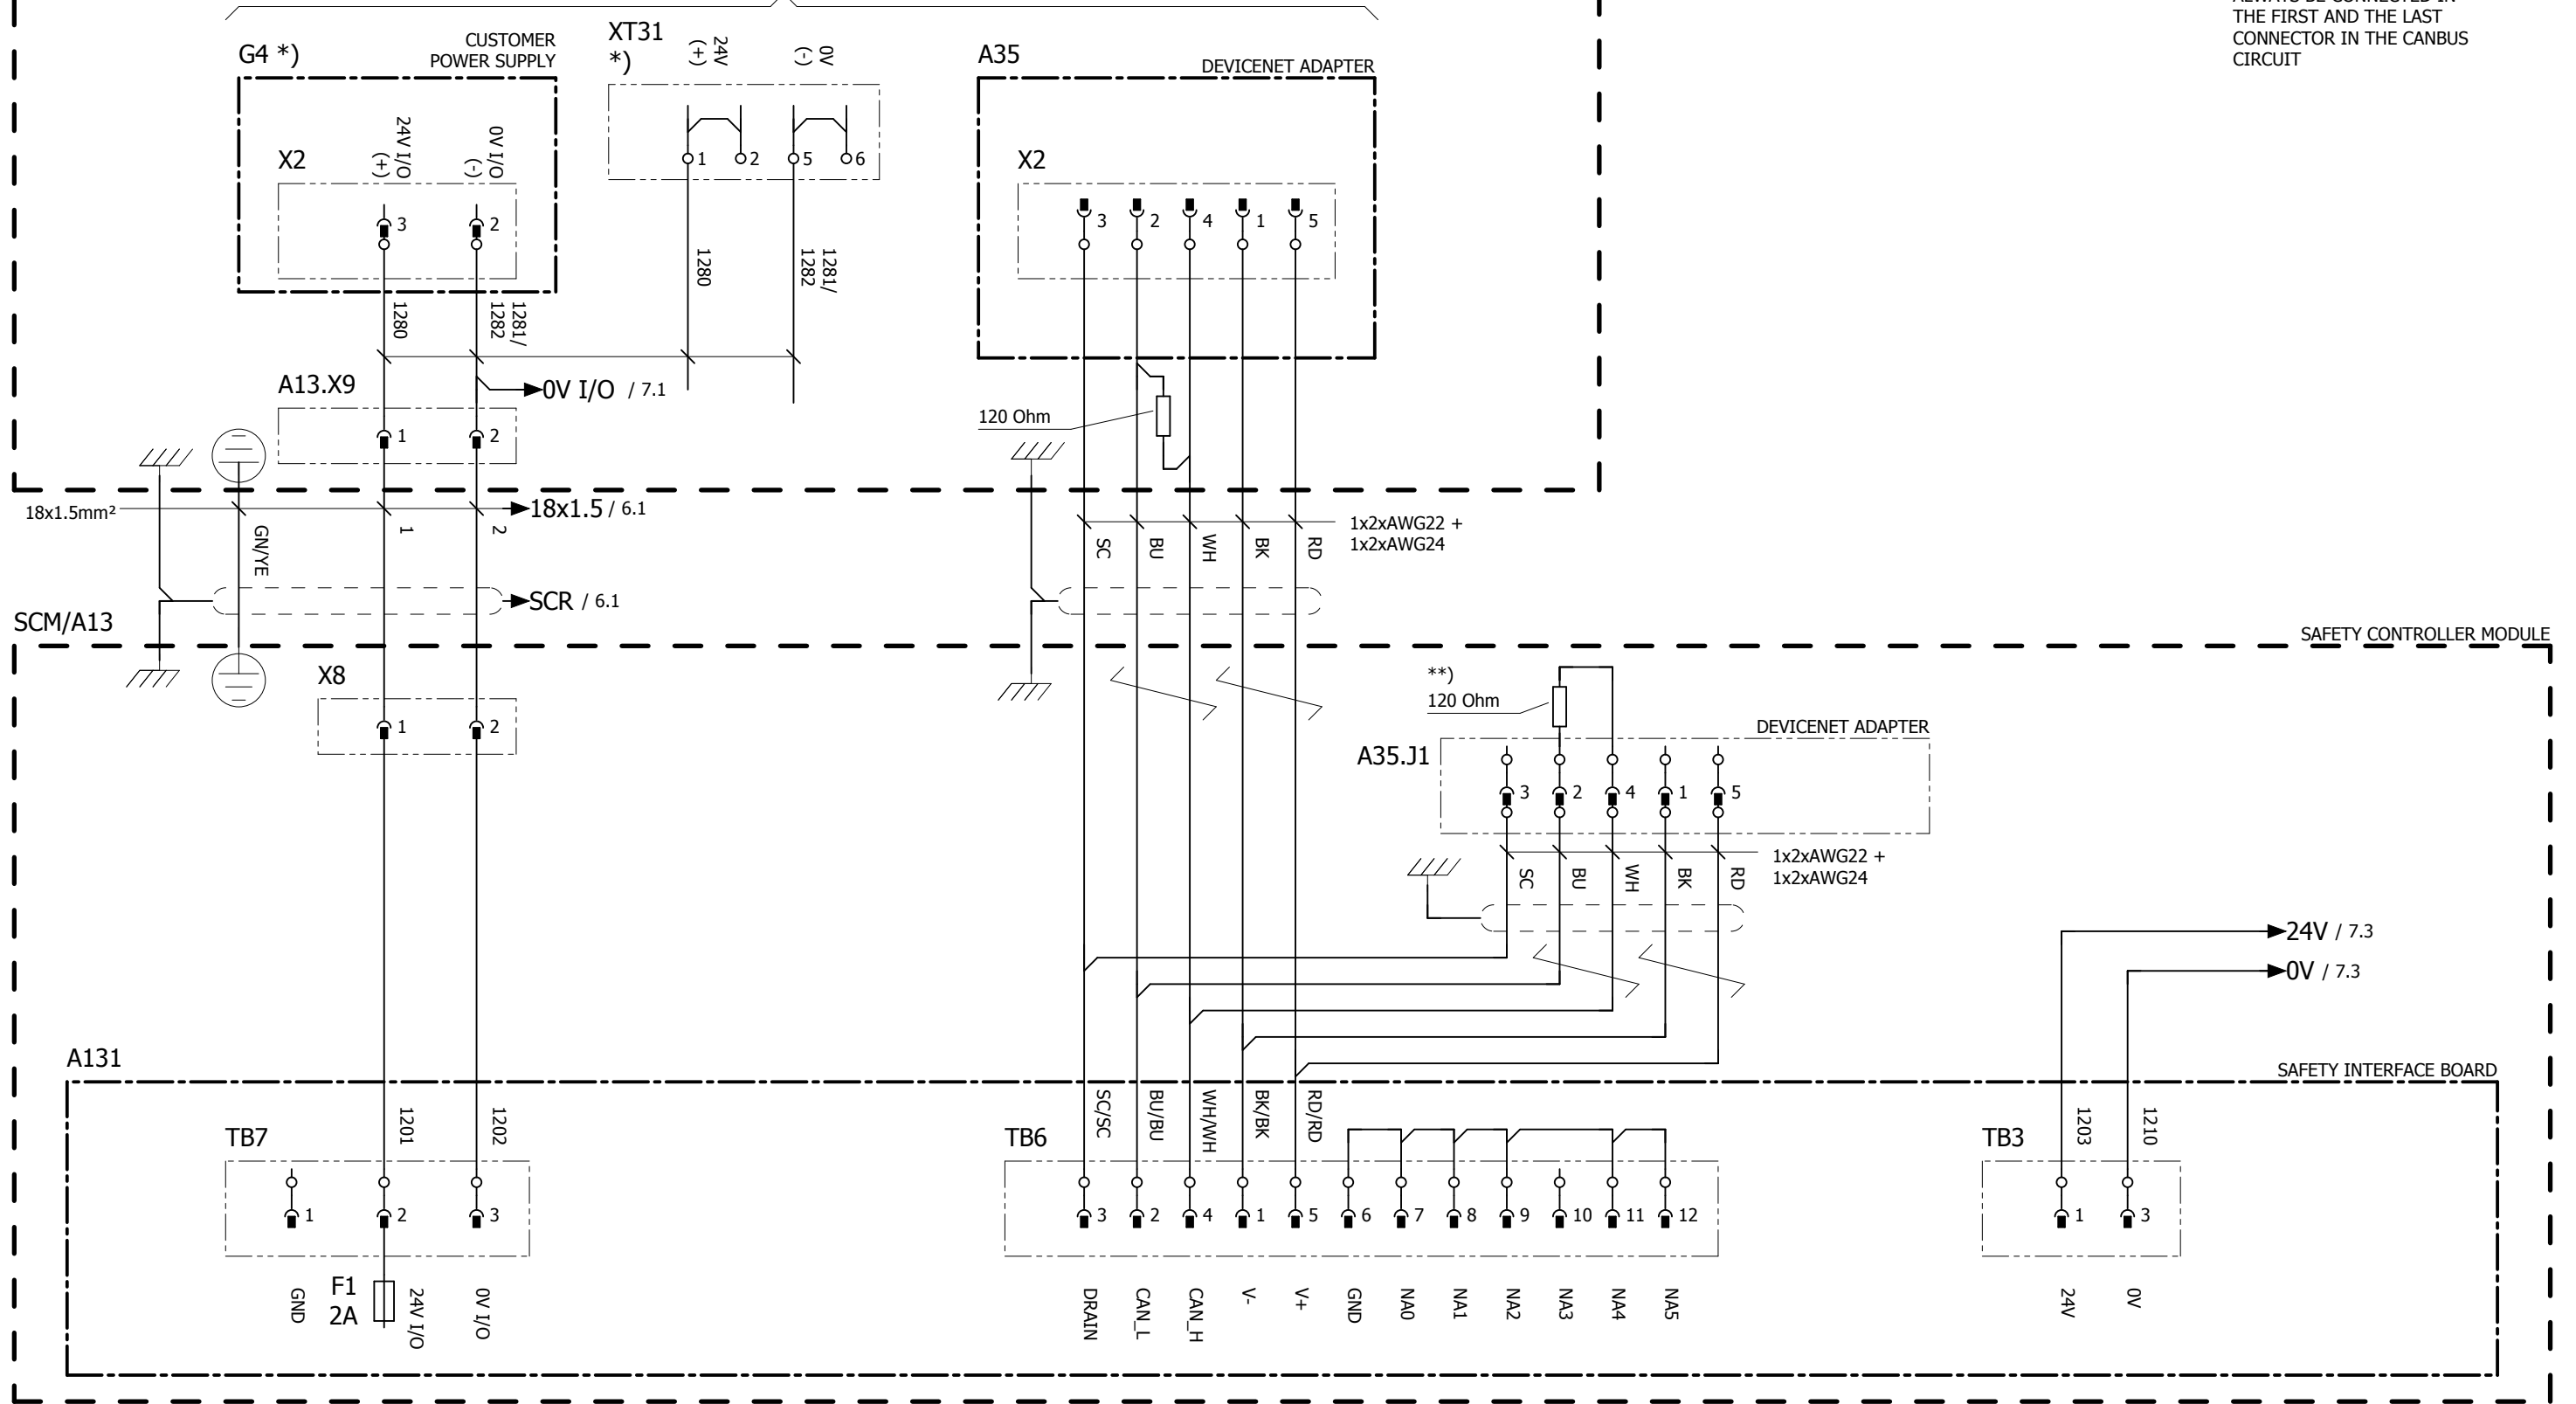 THE FIRST AND THE LAST
CONNECTOR IN THE CANBUS
CIRCUIT
G4 *)
CUSTOMER
POWER SUPPLY
XT31
*)
24V
(+)
0V
(-)
A35
DEVICENET ADAPTER
X2
24V I/O
(+)
0V I/O
(-)
3
2
1
2
5
6
X2
3
2
4
1
5
1280
1281/
1282
1280
1281/
1282
A13.X9
0V I/O / 7.1
1
2
120 Ohm
18x1.5mm²
18x1.5 / 6.1
GN/YE
1
2
SC
BU
WH
BK
RD
1x2xAWG22 +
1x2xAWG24
SCR / 6.1
SCM/A13
SAFETY CONTROLLER MODULE
X8
1
2
**)
120 Ohm
DEVICENET ADAPTER
A35.J1
3
2
4
1
5
1x2xAWG22 +
1x2xAWG24
SC
BU
WH
BK
RD
24V / 7.3
0V / 7.3
A131
SAFETY INTERFACE BOARD
TB7
1201
1202
TB6
SC/SC
BU/BU
WH/WH
BK/BK
RD/RD
TB3
1203
1210
1
2
3
3
2
4
1
5
6
7
8
9
10
11
12
1
3
GND
F1
2A
24V I/O
0V I/O
DRAIN
CAN_L
CAN_H
V-
V+
GND
NA0
NA1
NA2
NA3
NA4
NA5
24V
0V